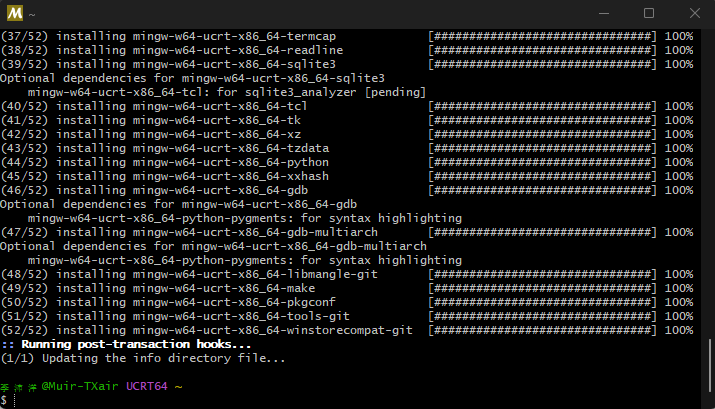 ~
(37/52) installing mingw-w64-ucrt-x86_64-termcap [###############################] 100%
(38/52) installing mingw-w64-ucrt-x86_64-readline [###############################] 100%
(39/52) installing mingw-w64-ucrt-x86_64-sqlite3 [###############################] 100%
Optional dependencies for mingw-w64-ucrt-x86_64-sqlite3
    mingw-w64-ucrt-x86_64-tcl: for sqlite3_analyzer [pending]
(40/52) installing mingw-w64-ucrt-x86_64-tcl [###############################] 100%
(41/52) installing mingw-w64-ucrt-x86_64-tk [###############################] 100%
(42/52) installing mingw-w64-ucrt-x86_64-xz [###############################] 100%
(43/52) installing mingw-w64-ucrt-x86_64-tzdata [###############################] 100%
(44/52) installing mingw-w64-ucrt-x86_64-python [###############################] 100%
(45/52) installing mingw-w64-ucrt-x86_64-xxhash [###############################] 100%
(46/52) installing mingw-w64-ucrt-x86_64-gdb [###############################] 100%
Optional dependencies for mingw-w64-ucrt-x86_64-gdb
    mingw-w64-ucrt-x86_64-python-pygments: for syntax highlighting
(47/52) installing mingw-w64-ucrt-x86_64-gdb-multiarch [###############################] 100%
Optional dependencies for mingw-w64-ucrt-x86_64-gdb-multiarch
    mingw-w64-ucrt-x86_64-python-pygments: for syntax highlighting
(48/52) installing mingw-w64-ucrt-x86_64-libmangle-git [###############################] 100%
(49/52) installing mingw-w64-ucrt-x86_64-make [###############################] 100%
(50/52) installing mingw-w64-ucrt-x86_64-pkgconf [###############################] 100%
(51/52) installing mingw-w64-ucrt-x86_64-tools-git [###############################] 100%
(52/52) installing mingw-w64-ucrt-x86_64-winstorecompat-git [###############################] 100%
:: Running post-transaction hooks...
(1/1) Updating the info directory file...
@Muir-TXair UCRT64 ~
$